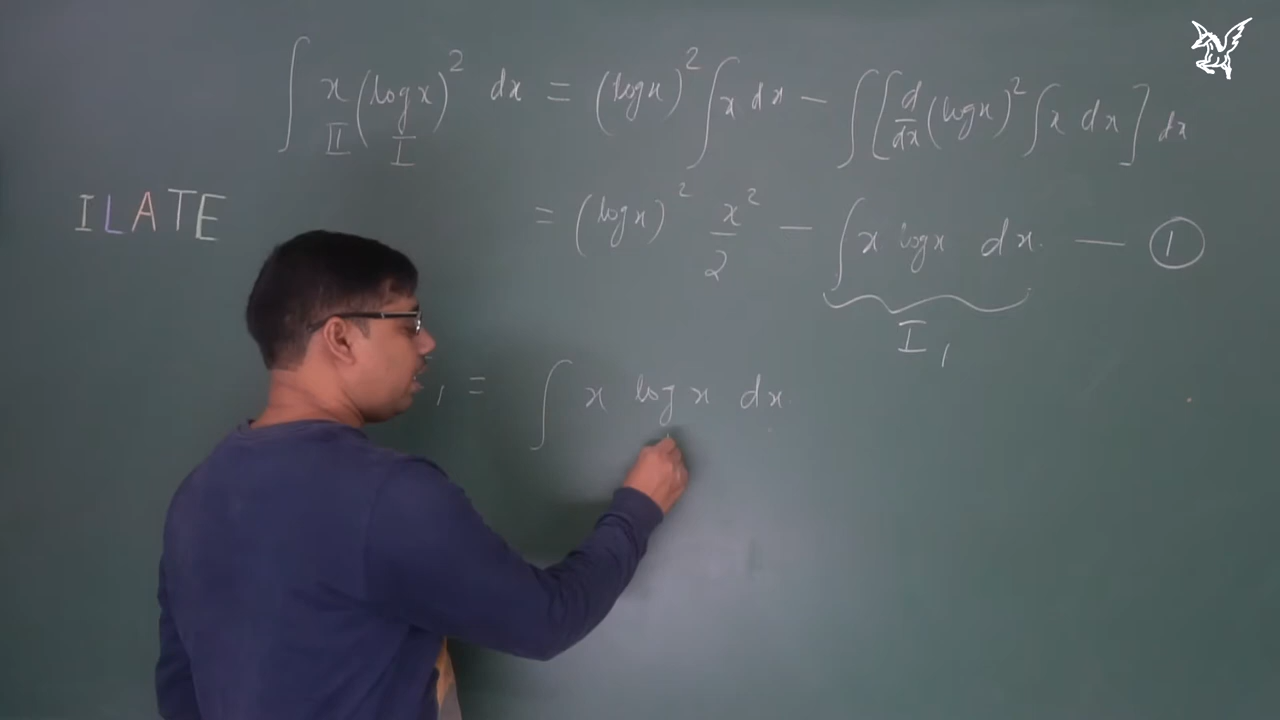 ∫ x (log x)² dx = (log x)² ∫ x dx − ∫ [ d/dx (log x)² ∫ x dx ] dx
II I
ILATE
= (log x)² x²/2 − ∫ x log x dx. — ①
I₁
₁ = ∫ x log x dx.